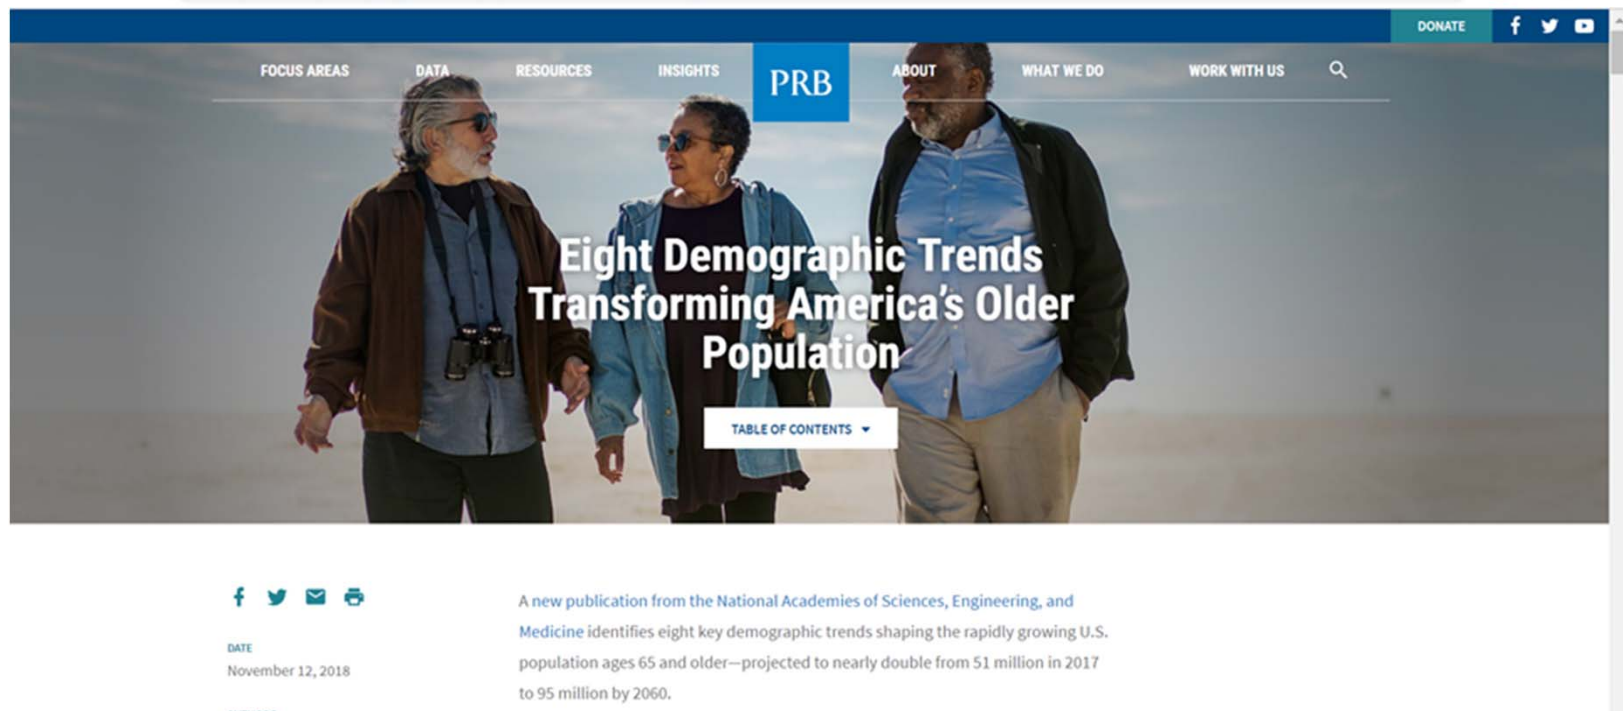 DONATE
FOCUS AREAS DATA RESOURCES INSIGHTS PRB ABOUT WHAT WE DO WORK WITH US
Eight Demographic Trends
Transforming America's Older
Population
TABLE OF CONTENTS
DATE
November 12, 2018
A new publication from the National Academies of Sciences, Engineering, and
Medicine identifies eight key demographic trends shaping the rapidly growing U.S.
population ages 65 and older—projected to nearly double from 51 million in 2017
to 95 million by 2060.